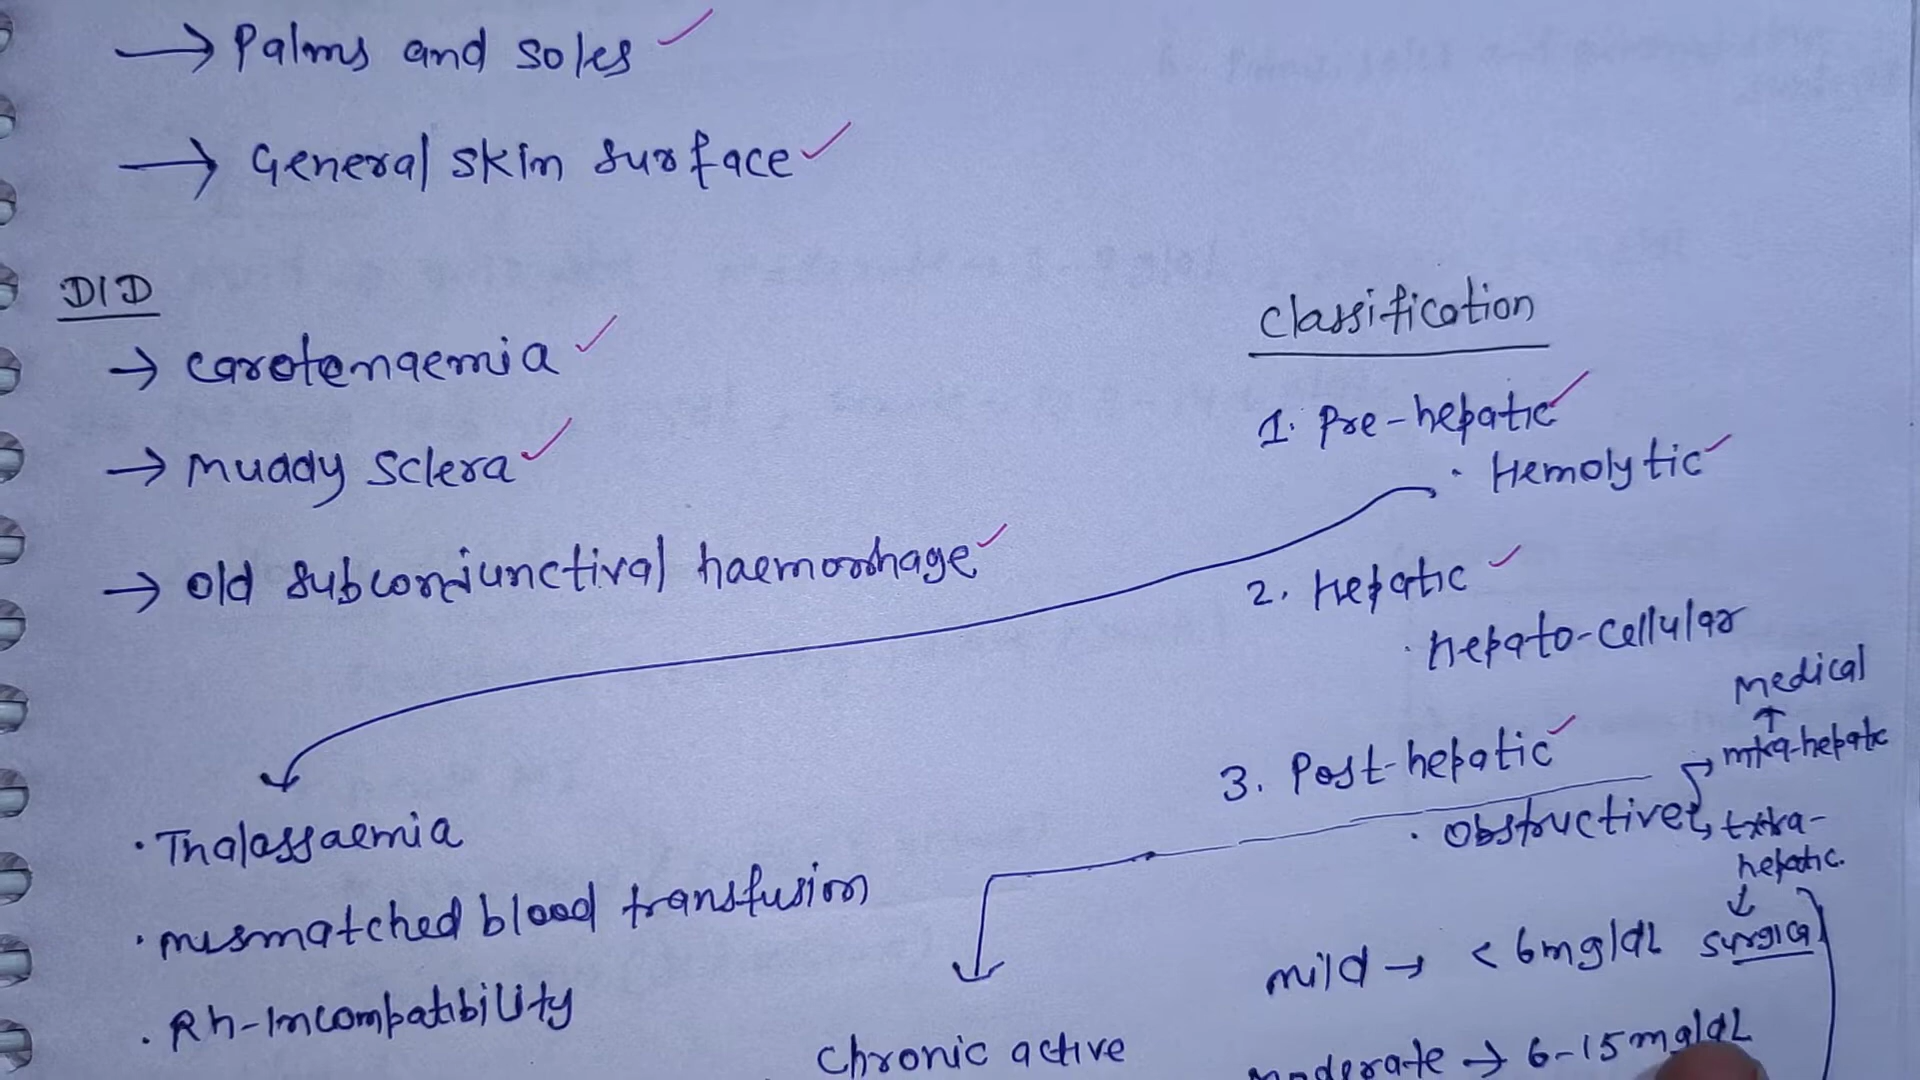 → Palms and soles
→ General skin surface
D/D
→ carotenaemia
→ Muddy Sclera
→ old subconjunctival haemorrhage
Classification
1. Pre-hepatic
· Hemolytic
2. Hepatic
· hepato-cellular
Medical
↑
intra-hepatic
3. Post-hepatic
· obstructive
extra-
hepatic.
↓
surgical
· Thalassaemia
· mismatched blood transfusion
· Rh-Incompatibility
Chronic active
mild → < 6mg/dL
moderate → 6-15mg/dL